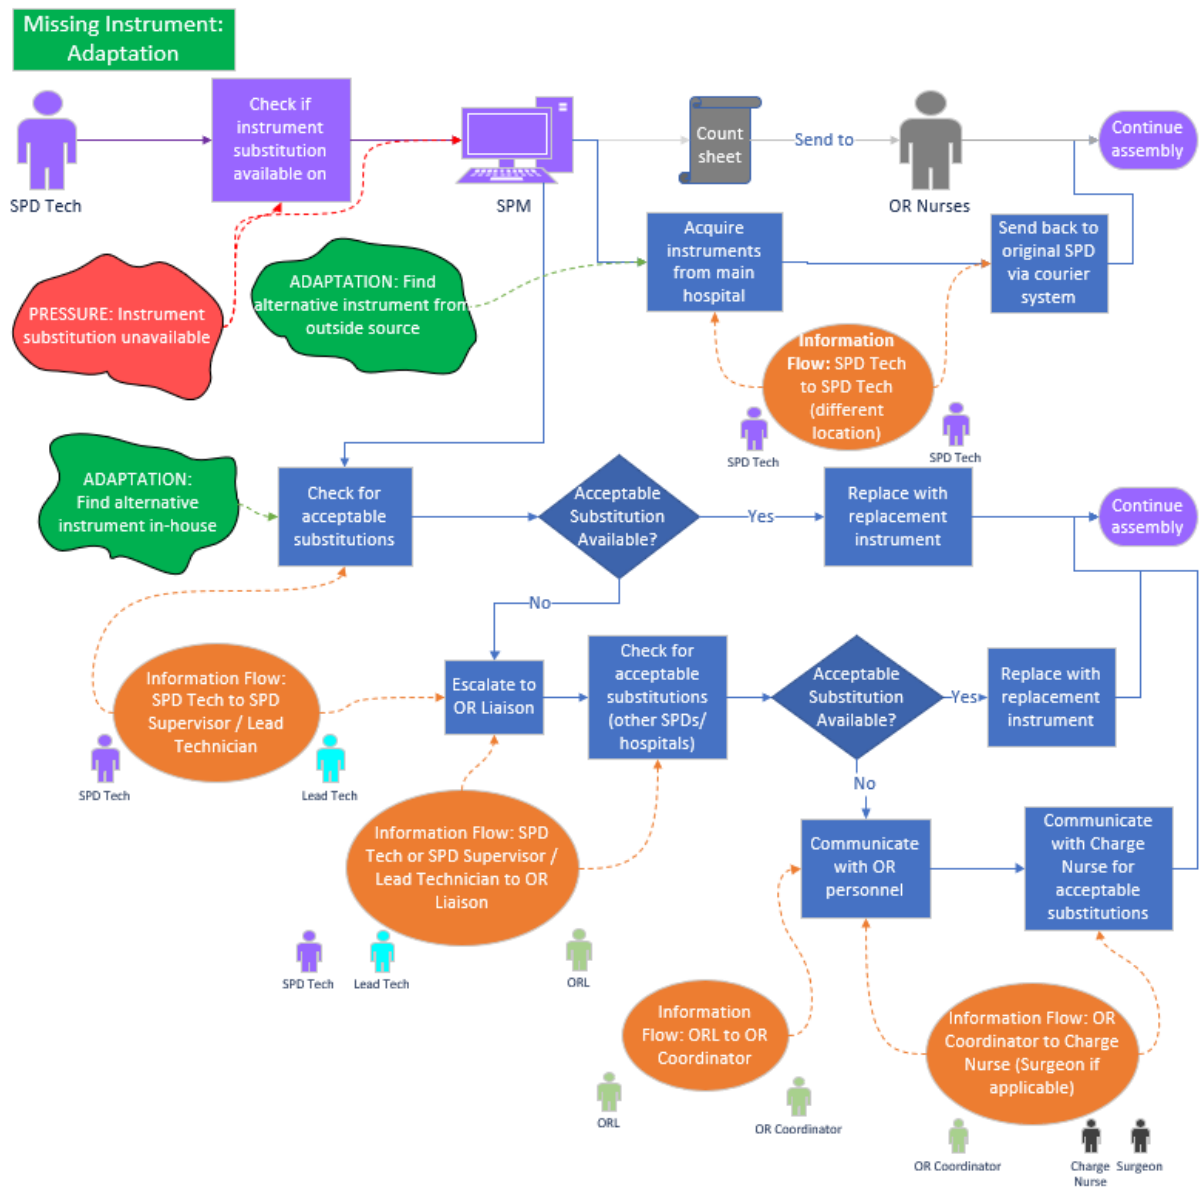 Missing Instrument:
Adaptation
Check if
instrument
substitution
available on
SPD Tech
SPM
Count
sheet
Send to
OR Nurses
Continue
assembly
PRESSURE: Instrument
substitution unavailable
ADAPTATION: Find
alternative instrument from
outside source
Acquire
instruments
from main
hospital
Send back to
original SPD
via courier
system
Information
Flow: SPD Tech
to SPD Tech
(different
location)
SPD Tech
SPD Tech
ADAPTATION:
Find alternative
instrument in-house
Check for
acceptable
substitutions
Acceptable
Substitution
Available?
Yes
Replace with
replacement
instrument
Continue
assembly
No
Information Flow:
SPD Tech to SPD
Supervisor / Lead
Technician
SPD Tech
Lead Tech
Escalate to
OR Liaison
Check for
acceptable
substitutions
(other SPDs/
hospitals)
Acceptable
Substitution
Available?
Yes
Replace with
replacement
instrument
No
Information Flow: SPD
Tech or SPD Supervisor /
Lead Technician to OR
Liaison
SPD Tech
Lead Tech
ORL
Communicate
with OR
personnel
Communicate
with Charge
Nurse for
acceptable
substitutions
Information
Flow: ORL to OR
Coordinator
ORL
OR Coordinator
Information Flow: OR
Coordinator to Charge
Nurse (Surgeon if
applicable)
OR Coordinator
Charge
Nurse
Surgeon